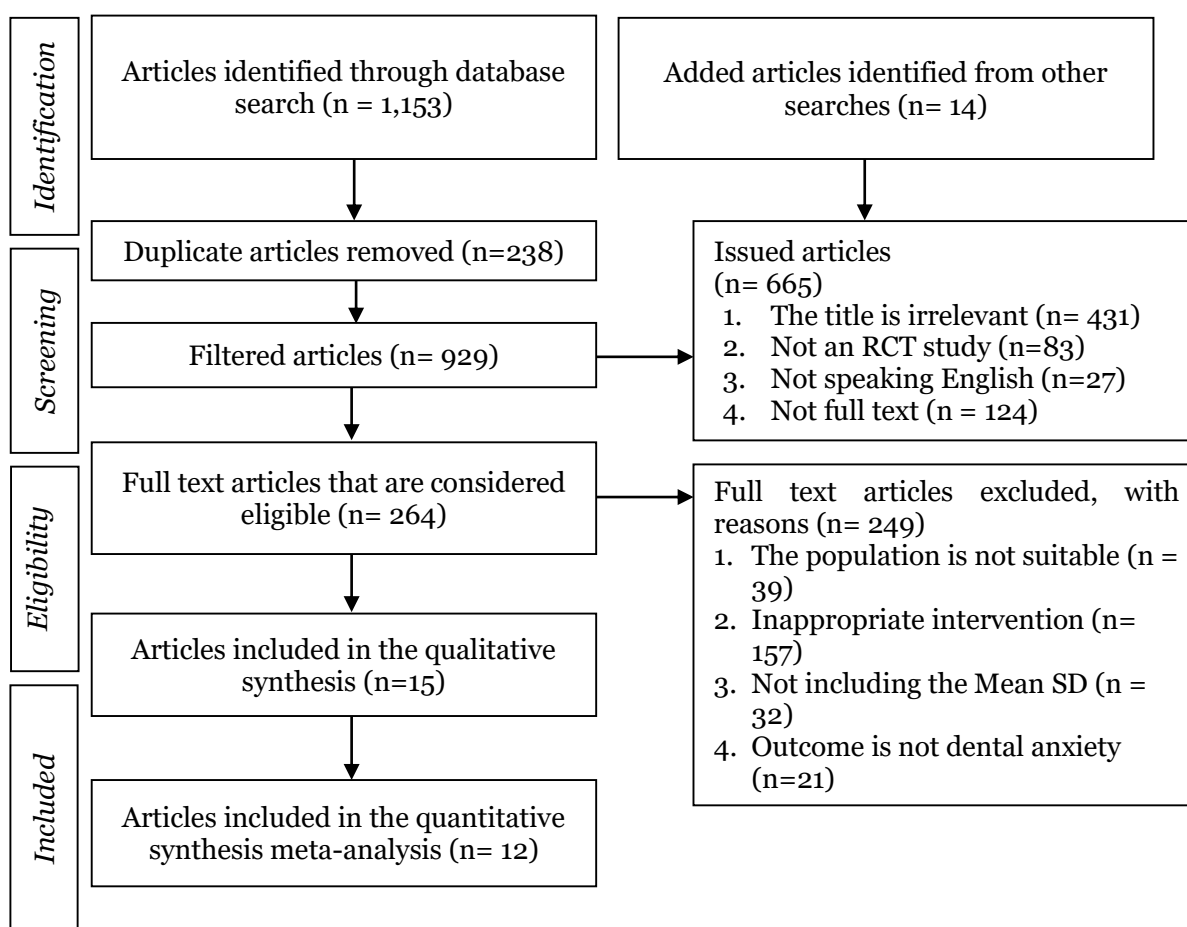 Identification
Articles identified through database
search (n = 1,153)
Added articles identified from other
searches (n= 14)
Screening
Duplicate articles removed (n=238)
Filtered articles (n= 929)
Issued articles
(n= 665)
1. The title is irrelevant (n= 431)
2. Not an RCT study (n=83)
3. Not speaking English (n=27)
4. Not full text (n = 124)
Eligibility
Full text articles that are considered
eligible (n= 264)
Full text articles excluded, with
reasons (n= 249)
1. The population is not suitable (n =
39)
2. Inappropriate intervention (n=
157)
3. Not including the Mean SD (n =
32)
4. Outcome is not dental anxiety
(n=21)
Articles included in the qualitative
synthesis (n=15)
Included
Articles included in the quantitative
synthesis meta-analysis (n= 12)